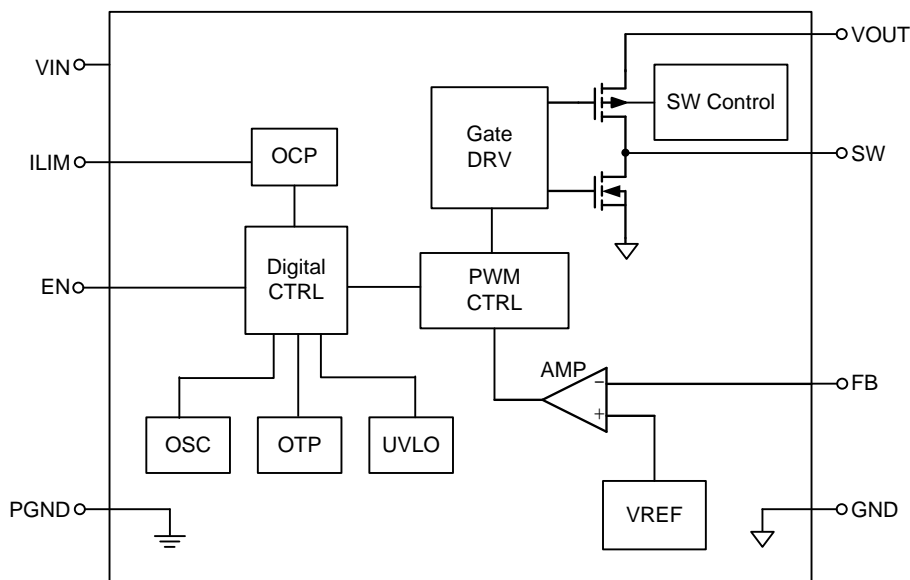 VOUT
VIN
SW Control
Gate
DRV
OCP
ILIM
SW
Digital
CTRL
PWM
CTRL
EN
AMP
−
FB
+
OSC
OTP
UVLO
VREF
PGND
GND